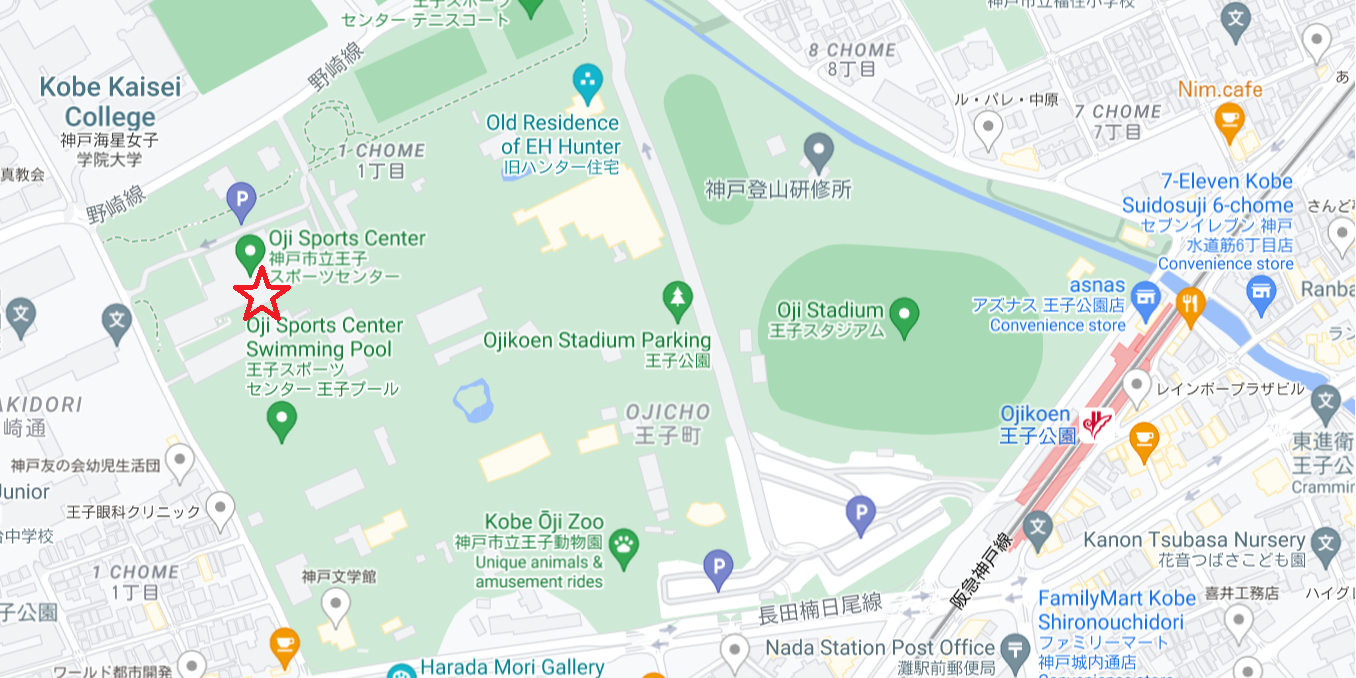 王子スポーツ
センター テニスコート
神戸市立福住小学校
野崎線
8 CHOME
8丁目
Kobe Kaisei
College
神戸海星女子
学院大学
Old Residence
of EH Hunter
旧ハンター住宅
1 CHOME
1丁目
ル・パレ・中原
Nim.cafe
7 CHOME
7丁目
あ
真教会
野崎線
P
神戸登山研修所
7-Eleven Kobe
Suidosuji 6-chome
セブンイレブン 神戸
水道筋6丁目店
Convenience store
さんど
Oji Sports Center
神戸市立王子
スポーツセンター
asnas
アズナス 王子公園店
Convenience store
Ranba
ラン
Oji Stadium
王子スタジアム
Oji Sports Center
Swimming Pool
王子スポーツ
センター 王子プール
Ojikoen Stadium Parking
王子公園
レインボープラザビル
AKIDORI
崎通
OJICHO
王子町
Ojikoen
王子公園
東進衛
王子公
Crammin
神戸友の会幼児生活団
Junior
中学校
王子眼科クリニック
P
Kobe Ōji Zoo
神戸市立王子動物園
Unique animals &
amusement rides
P
阪急神戸線
Kanon Tsubasa Nursery
花音つばさこども園
1 CHOME
1丁目
子公園
神戸文学館
長田楠日尾線
FamilyMart Kobe
Shironouchidori
ファミリーマート
神戸城内通店
Convenience store
喜井工務店
ハイグレ
Nada Station Post Office
灘駅前郵便局
ワールド都市開発
Harada Mori Gallery